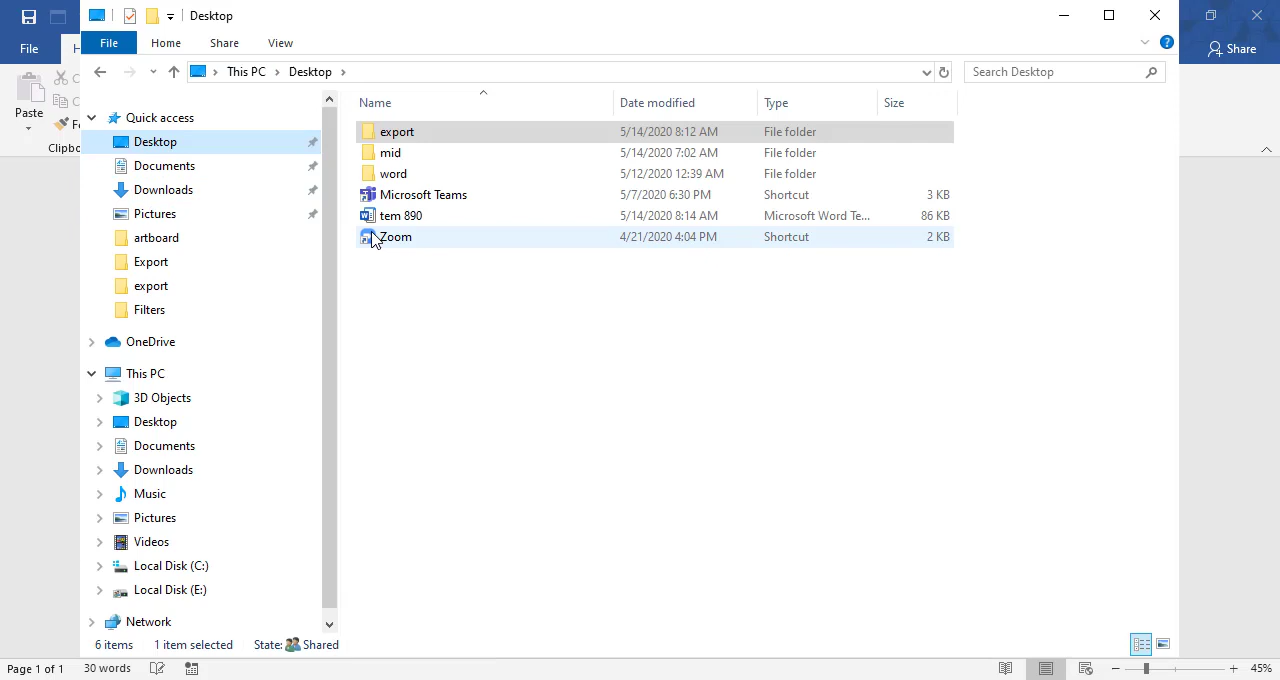 Desktop
File
H
File
Home
Share
View
?
Share
This PC
Desktop
Search Desktop
Paste
C
C
Fe
Clipbo
Name
Date modified
Type
Size
Quick access
Desktop
Documents
Downloads
Pictures
artboard
Export
export
Filters
OneDrive
This PC
3D Objects
Desktop
Documents
Downloads
Music
Pictures
Videos
Local Disk (C:)
Local Disk (E:)
Network
export 5/14/2020 8:12 AM File folder
mid 5/14/2020 7:02 AM File folder
word 5/12/2020 12:39 AM File folder
Microsoft Teams 5/7/2020 6:30 PM Shortcut 3 KB
tem 890 5/14/2020 8:14 AM Microsoft Word Te... 86 KB
Zoom 4/21/2020 4:04 PM Shortcut 2 KB
6 items 1 item selected State: Shared
Page 1 of 1 30 words 45%